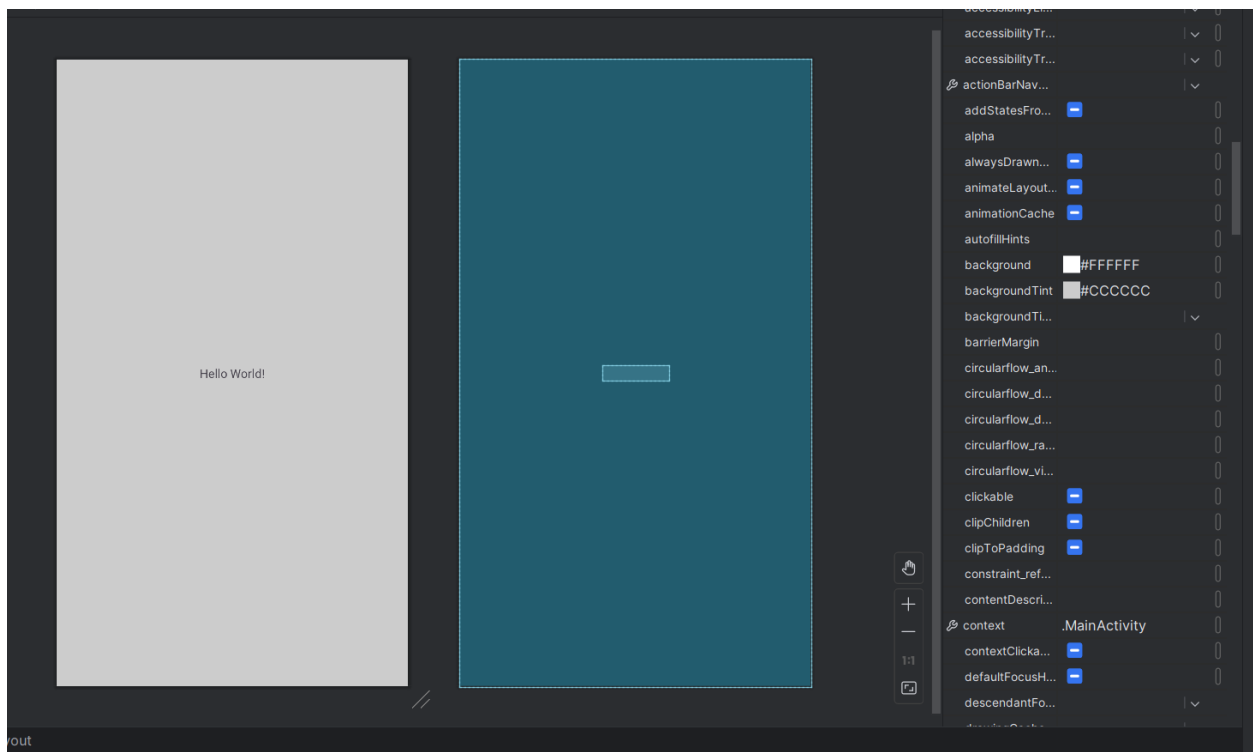 Hello World!
1:1
accessibilityTr...
accessibilityTr...
actionBarNav...
addStatesFro...
alpha
alwaysDrawn...
animateLayout...
animationCache
autofillHints
background #FFFFFF
backgroundTint #CCCCCC
backgroundTi...
barrierMargin
circularflow_an...
circularflow_d...
circularflow_d...
circularflow_ra...
circularflow_vi...
clickable
clipChildren
clipToPadding
constraint_ref...
contentDescri...
context .MainActivity
contextClicka...
defaultFocusH...
descendantFo...